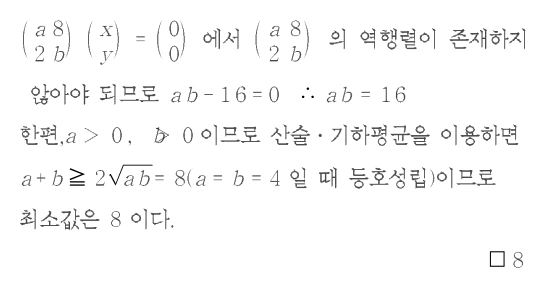 (a 8 2 b) (x y) = (0 0) 에서 (a 8 2 b) 의 역행렬이 존재하지
않아야 되므로 ab-16=0 ∴ ab = 16
한편,a > 0, b> 0 이므로 산술·기하평균을 이용하면
a+b≧ 2√ab= 8(a = b = 4 일 때 등호성립)이므로
최소값은 8 이다.
□ 8